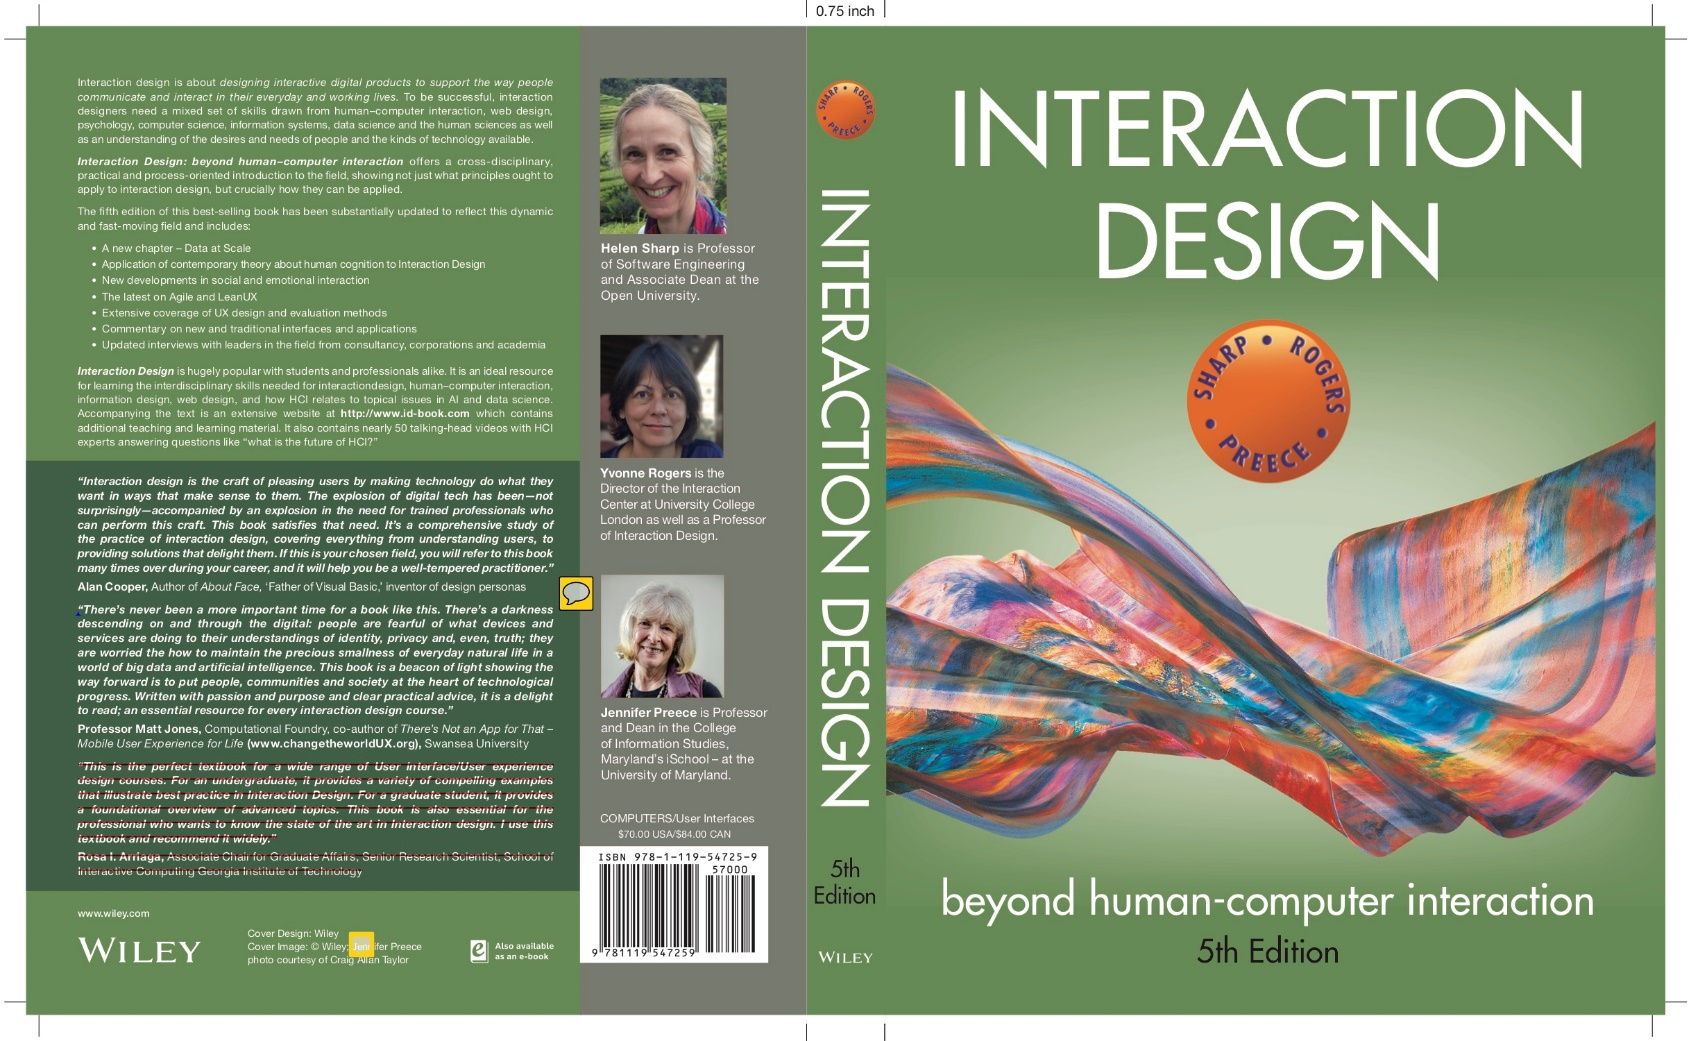 0.75 inch
Interaction design is about designing interactive digital products to support the way people
communicate and interact in their everyday and working lives. To be successful, interaction
designers need a mixed set of skills drawn from human–computer interaction, web design,
psychology, computer science, information systems, data science and the human sciences as well
as an understanding of the desires and needs of people and the kinds of technology available.
Interaction Design: beyond human–computer interaction offers a cross-disciplinary,
practical and process-oriented introduction to the field, showing not just what principles ought to
apply to interaction design, but crucially how they can be applied.
The fifth edition of this best-selling book has been substantially updated to reflect this dynamic
and fast-moving field and includes:
• A new chapter – Data at Scale
• Application of contemporary theory about human cognition to Interaction Design
• New developments in social and emotional interaction
• The latest on Agile and LeanUX
• Extensive coverage of UX design and evaluation methods
• Commentary on new and traditional interfaces and applications
• Updated interviews with leaders in the field from consultancy, corporations and academia
Interaction Design is hugely popular with students and professionals alike. It is an ideal resource
for learning the interdisciplinary skills needed for interactiondesign, human–computer interaction,
information design, web design, and how HCI relates to topical issues in AI and data science.
Accompanying the text is an extensive website at http://www.id-book.com which contains
additional teaching and learning material. It also contains nearly 50 talking-head videos with HCI
experts answering questions like “what is the future of HCI?”
“Interaction design is the craft of pleasing users by making technology do what they
want in ways that make sense to them. The explosion of digital tech has been—not
surprisingly—accompanied by an explosion in the need for trained professionals who
can perform this craft. This book satisfies that need. It’s a comprehensive study of
the practice of interaction design, covering everything from understanding users, to
providing solutions that delight them. If this is your chosen field, you will refer to this book
many times over during your career, and it will help you be a well-tempered practitioner.”
Alan Cooper, Author of About Face, ‘Father of Visual Basic,’ inventor of design personas
“There’s never been a more important time for a book like this. There’s a darkness
descending on and through the digital: people are fearful of what devices and
services are doing to their understandings of identity, privacy and, even, truth; they
are worried the how to maintain the precious smallness of everyday natural life in a
world of big data and artificial intelligence. This book is a beacon of light showing the
way forward is to put people, communities and society at the heart of technological
progress. Written with passion and purpose and clear practical advice, it is a delight
to read; an essential resource for every interaction design course.”
Professor Matt Jones, Computational Foundry, co-author of There’s Not an App for That –
Mobile User Experience for Life (www.changetheworldUX.org), Swansea University
“This is the perfect textbook for a wide range of User interface/User experience
design courses. For an undergraduate, it provides a variety of compelling examples
that illustrate best practice in Interaction Design. For a graduate student, it provides
a foundational overview of advanced topics. This book is also essential for the
professional who wants to know the state of the art in Interaction design. I use this
textbook and recommend it widely.”
Rosa I. Arriaga, Associate Chair for Graduate Affairs, Senior Research Scientist, School of
Interactive Computing Georgia Institute of Technology
www.wiley.com
WILEY
Cover Design: Wiley
Cover Image: © Wiley: Jennifer Preece
photo courtesy of Craig Allan Taylor
e
Also available
as an e-book
Helen Sharp is Professor
of Software Engineering
and Associate Dean at the
Open University.
Yvonne Rogers is the
Director of the Interaction
Center at University College
London as well as a Professor
of Interaction Design.
Jennifer Preece is Professor
and Dean in the College
of Information Studies,
Maryland’s iSchool – at the
University of Maryland.
COMPUTERS/User Interfaces
$70.00 USA/$84.00 CAN
ISBN 978-1-119-54725-9
57000
9 781119 547259
SHARP • ROGERS • PREECE
INTERACTION DESIGN
5th
Edition
WILEY
INTERACTION
DESIGN
SHARP • ROGERS • PREECE •
beyond human-computer interaction
5th Edition